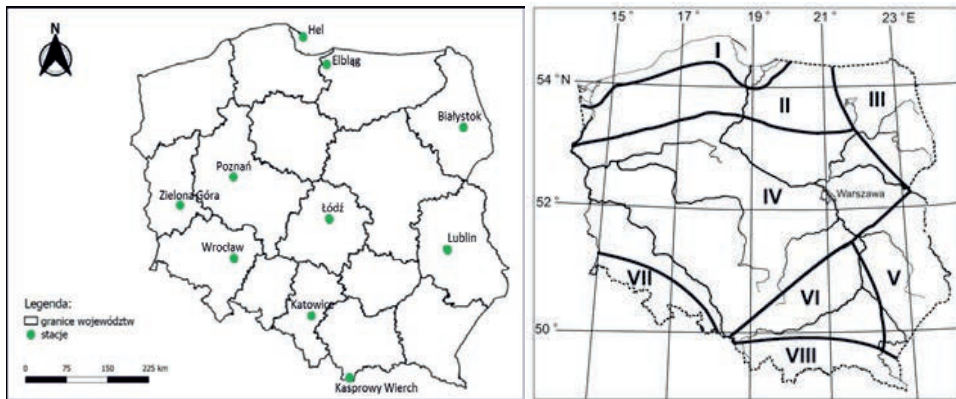 N
Hel
Elbląg
Białystok
Poznań
Zielona Góra
Łódź
Lublin
Wrocław
Legenda:
granice województw
stacje
Katowice
0 75 150 225 km
Kasprowy Wierch
15° 17° 19° 21° 23°E
I
54°N
II
III
IV
Warszawa
52°
V
VII
VI
50°
VIII